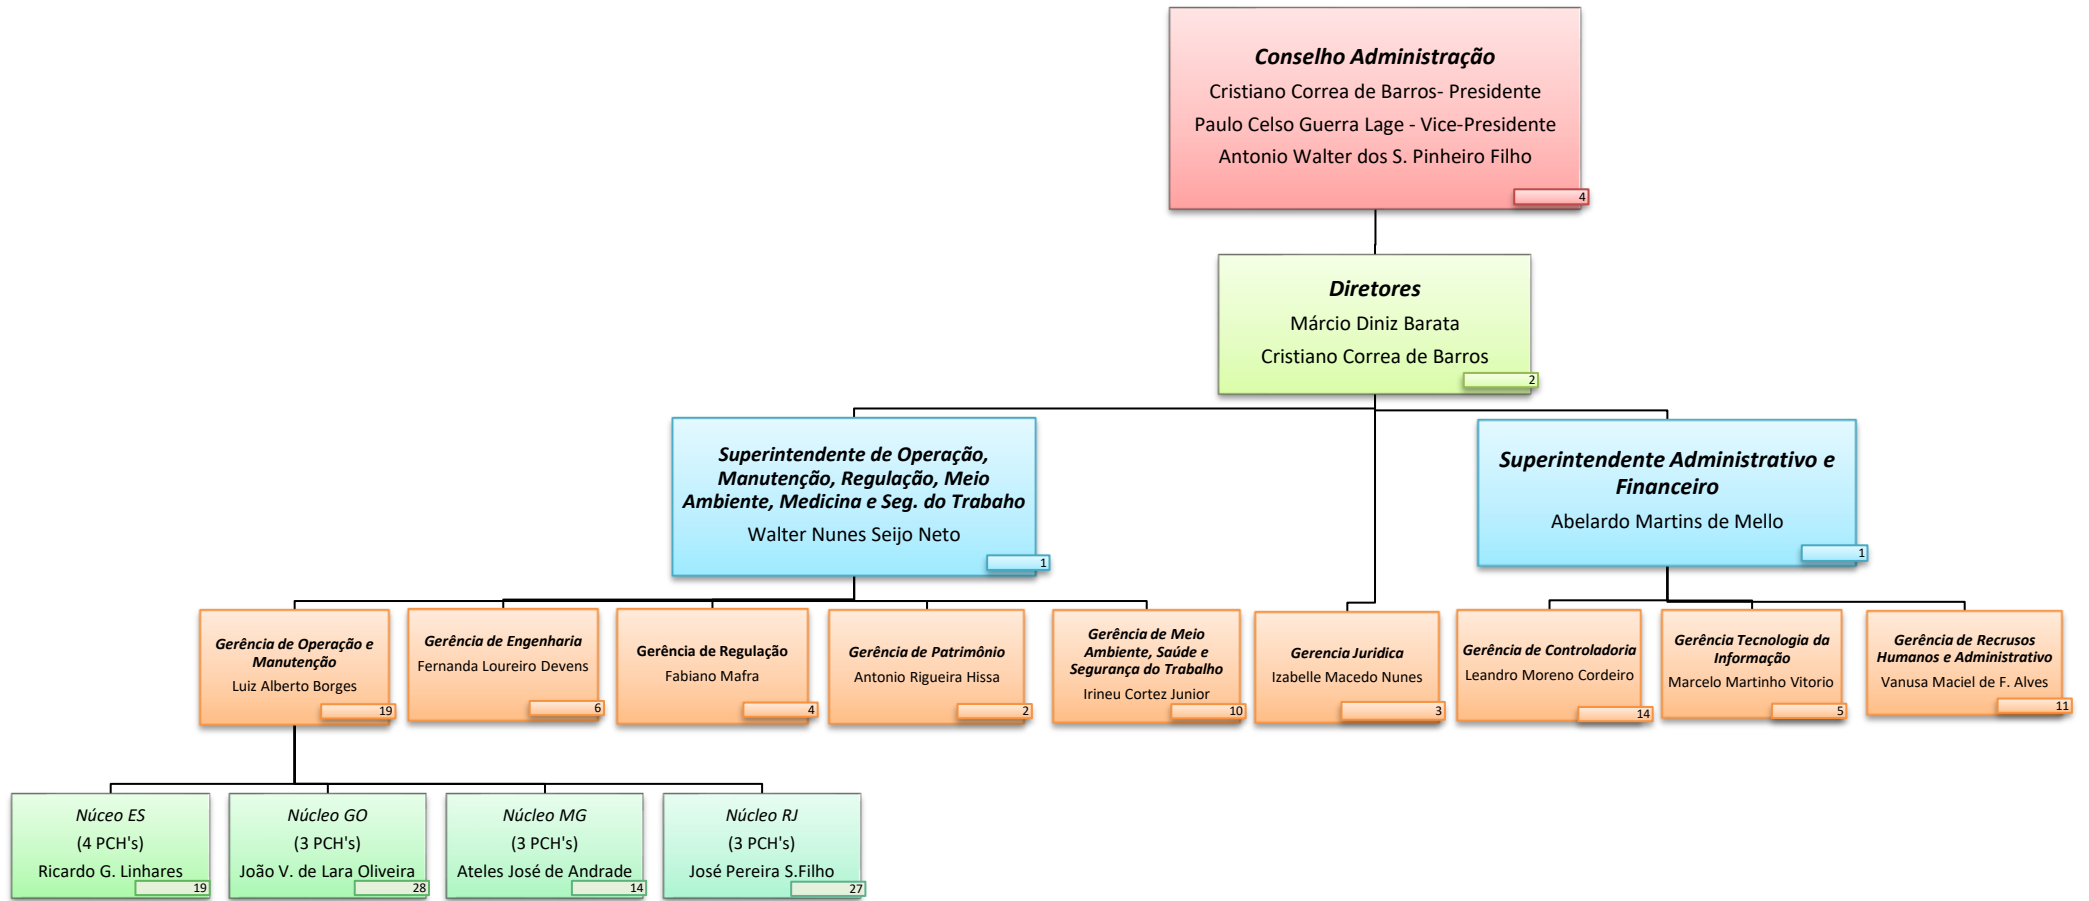 Conselho Administração
Cristiano Correa de Barros- Presidente
Paulo Celso Guerra Lage - Vice-Presidente
Antonio Walter dos S. Pinheiro Filho
4
Diretores
Márcio Diniz Barata
Cristiano Correa de Barros
2
Superintendente de Operação,
Manutenção, Regulação, Meio
Ambiente, Medicina e Seg. do Trabaho
Walter Nunes Seijo Neto
1
Superintendente Administrativo e
Financeiro
Abelardo Martins de Mello
1
Gerência de Operação e
Manutenção
Luiz Alberto Borges
19
Gerência de Engenharia
Fernanda Loureiro Devens
6
Gerência de Regulação
Fabiano Mafra
4
Gerência de Patrimônio
Antonio Rigueira Hissa
2
Gerência de Meio
Ambiente, Saúde e
Segurança do Trabalho
Irineu Cortez Junior
10
Gerencia Juridica
Izabelle Macedo Nunes
3
Gerência de Controladoria
Leandro Moreno Cordeiro
14
Gerência Tecnologia da
Informação
Marcelo Martinho Vitorio
5
Gerência de Recrusos
Humanos e Administrativo
Vanusa Maciel de F. Alves
11
Núceo ES
(4 PCH's)
Ricardo G. Linhares
19
Núcleo GO
(3 PCH's)
João V. de Lara Oliveira
28
Núcleo MG
(3 PCH's)
Ateles José de Andrade
14
Núcleo RJ
(3 PCH's)
José Pereira S.Filho
27